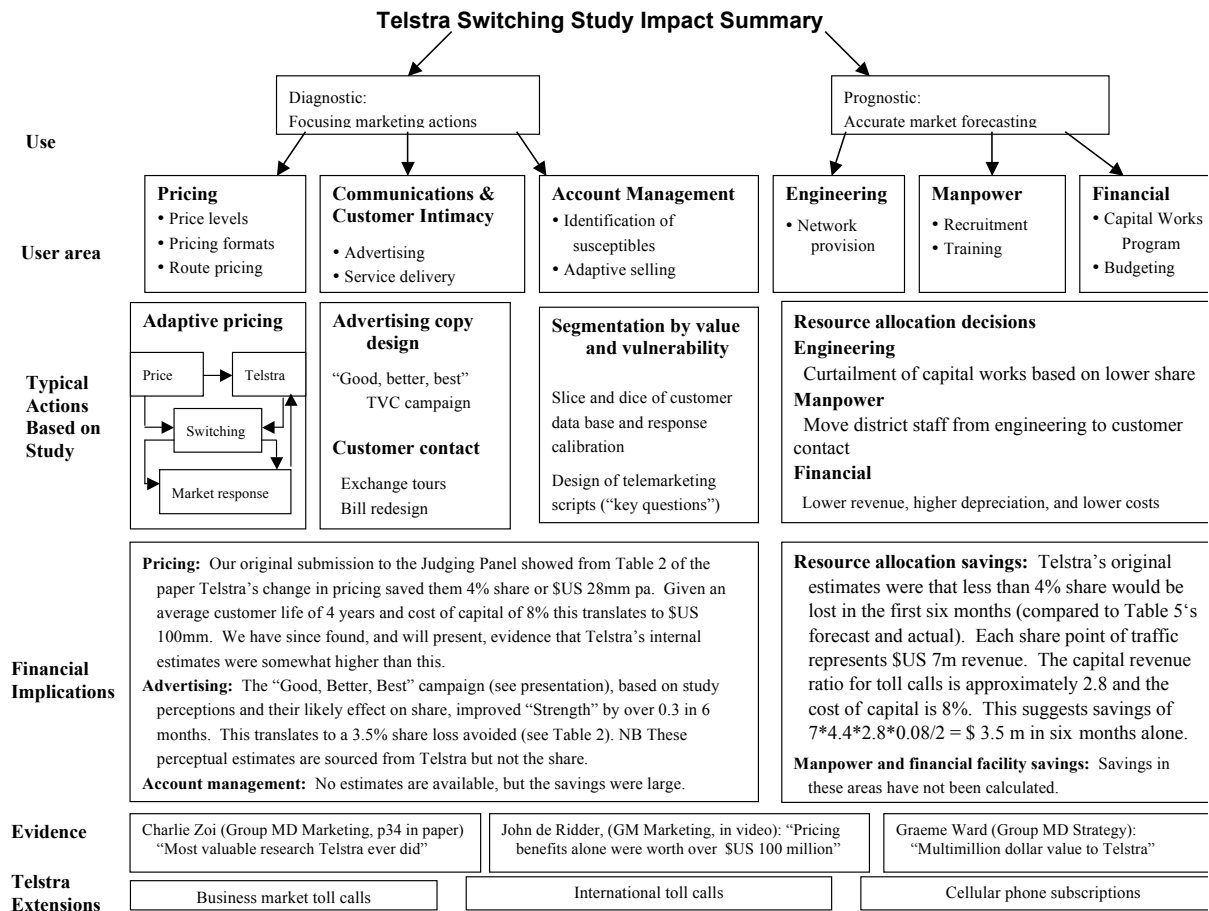 Telstra Switching Study Impact Summary
Diagnostic:
Focusing marketing actions
Prognostic:
Accurate market forecasting
Use
Pricing
• Price levels
• Pricing formats
• Route pricing
Communications &
Customer Intimacy
• Advertising
• Service delivery
Account Management
• Identification of
susceptibles
• Adaptive selling
Engineering
• Network
provision
Manpower
• Recruitment
• Training
Financial
• Capital Works
Program
• Budgeting
User area
Adaptive pricing
Price
Telstra
Switching
Market response
Advertising copy
design
“Good, better, best”
TVC campaign
Customer contact
Exchange tours
Bill redesign
Segmentation by value
and vulnerability
Slice and dice of customer
data base and response
calibration
Design of telemarketing
scripts (“key questions”)
Resource allocation decisions
Engineering
Curtailment of capital works based on lower share
Manpower
Move district staff from engineering to customer
contact
Financial
Lower revenue, higher depreciation, and lower costs
Typical
Actions
Based on
Study
Pricing: Our original submission to the Judging Panel showed from Table 2 of the
paper Telstra’s change in pricing saved them 4% share or $US 28mm pa. Given an
average customer life of 4 years and cost of capital of 8% this translates to $US
100mm. We have since found, and will present, evidence that Telstra’s internal
estimates were somewhat higher than this.
Advertising: The “Good, Better, Best” campaign (see presentation), based on study
perceptions and their likely effect on share, improved “Strength” by over 0.3 in 6
months. This translates to a 3.5% share loss avoided (see Table 2). NB These
perceptual estimates are sourced from Telstra but not the share.
Account management: No estimates are available, but the savings were large.
Resource allocation savings: Telstra’s original
estimates were that less than 4% share would be
lost in the first six months (compared to Table 5‘s
forecast and actual). Each share point of traffic
represents $US 7m revenue. The capital revenue
ratio for toll calls is approximately 2.8 and the
cost of capital is 8%. This suggests savings of
7*4.4*2.8*0.08/2 = $ 3.5 m in six months alone.
Manpower and financial facility savings: Savings in
these areas have not been calculated.
Financial
Implications
Evidence
Charlie Zoi (Group MD Marketing, p34 in paper)
“Most valuable research Telstra ever did”
John de Ridder, (GM Marketing, in video): “Pricing
benefits alone were worth over $US 100 million”
Graeme Ward (Group MD Strategy):
“Multimillion dollar value to Telstra”
Telstra
Extensions
Business market toll calls
International toll calls
Cellular phone subscriptions